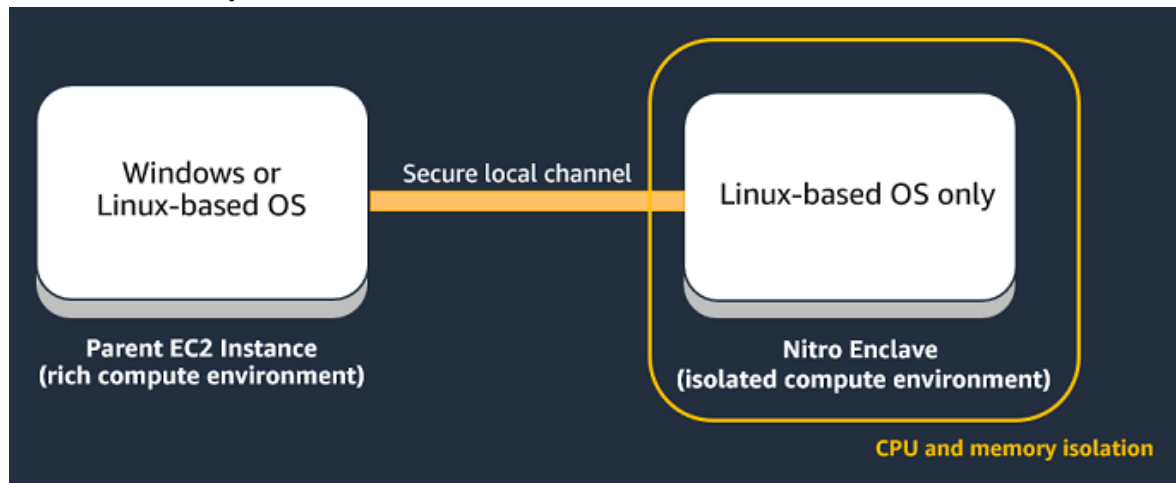 Windows or
Linux-based OS
Secure local channel
Linux-based OS only
Parent EC2 Instance
(rich compute environment)
Nitro Enclave
(isolated compute environment)
CPU and memory isolation